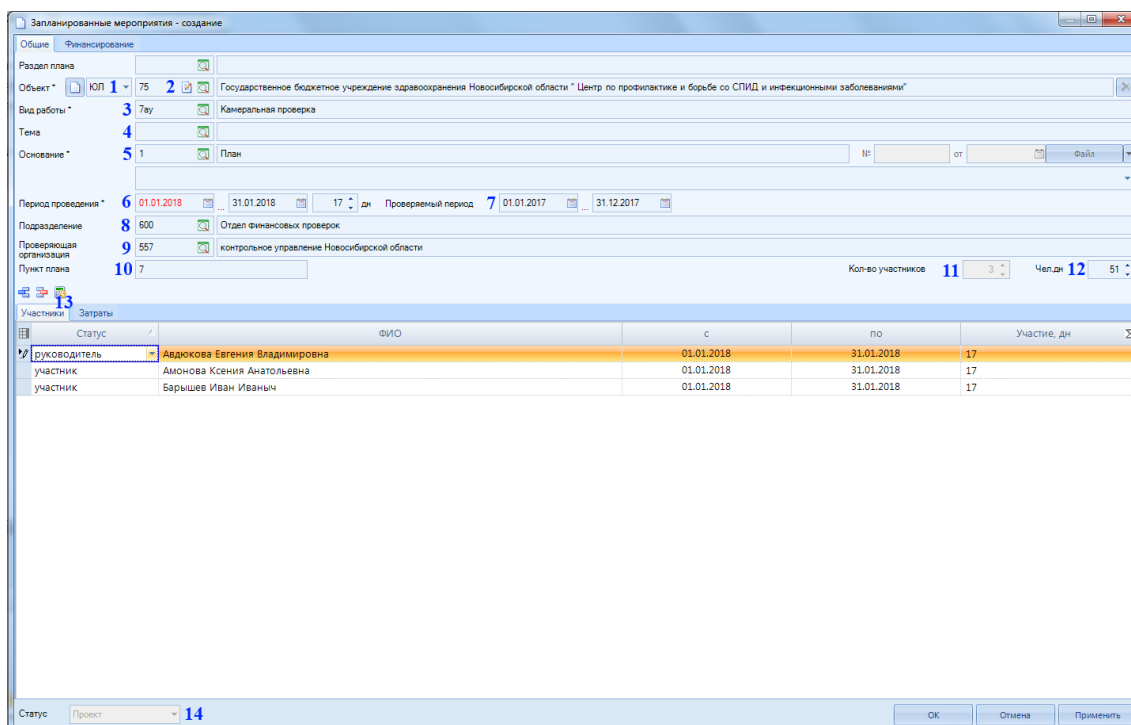 Запланированные мероприятия - создание
Общие Финансирование
Раздел плана
Объект * ЮЛ 1 75 2 Государственное бюджетное учреждение здравоохранения Новосибирской области " Центр по профилактике и борьбе со СПИД и инфекционными заболеваниями"
Вид работы * 3 7ау Камеральная проверка
Тема 4
Основание * 5 1 План № от Файл
Период проведения * 6 01.01.2018 ... 31.01.2018 17 дн Проверяемый период 7 01.01.2017 ... 31.12.2017
Подразделение 8 600 Отдел финансовых проверок
Проверяющая организация 9 557 контрольное управление Новосибирской области
Пункт плана 10 7 Кол-во участников 11 3 Чел.дн 12 51
13
Участники Затраты
Статус ФИО с по Участие, дн Σ
руководитель Авдюкова Евгения Владимировна 01.01.2018 31.01.2018 17
участник Амонова Ксения Анатольевна 01.01.2018 31.01.2018 17
участник Барышев Иван Иваныч 01.01.2018 31.01.2018 17
Статус Проект 14 ОК Отмена Применить